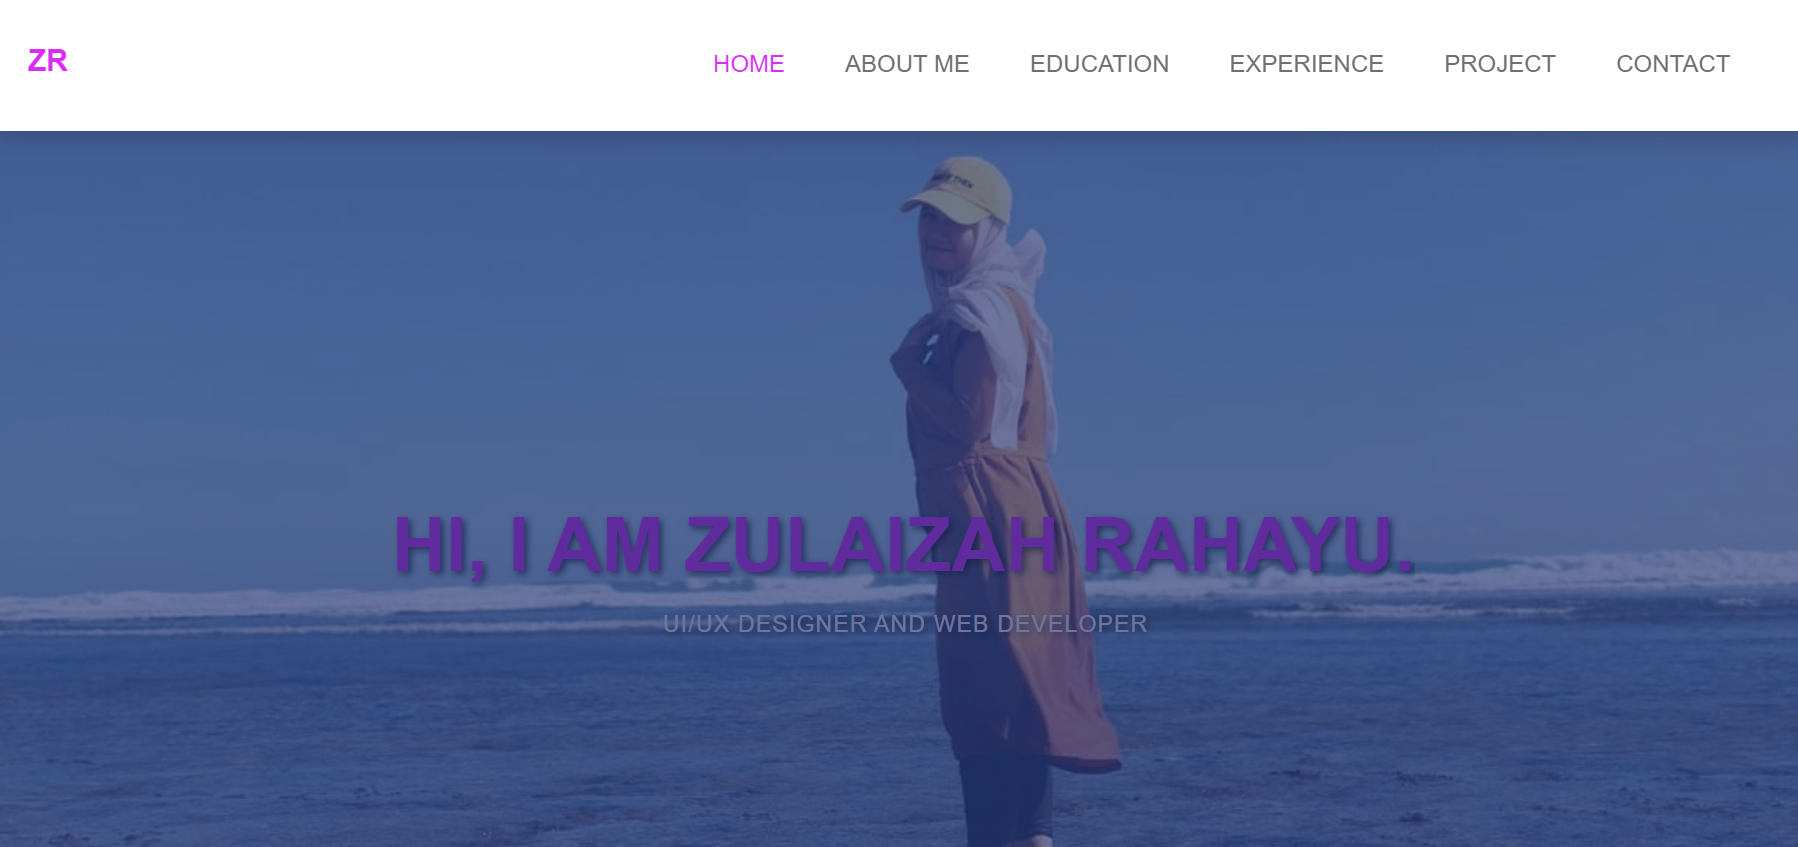 ZR
HOME ABOUT ME EDUCATION EXPERIENCE PROJECT CONTACT
HI, I AM ZULAIZAH RAHAYU.
UI/UX DESIGNER AND WEB DEVELOPER